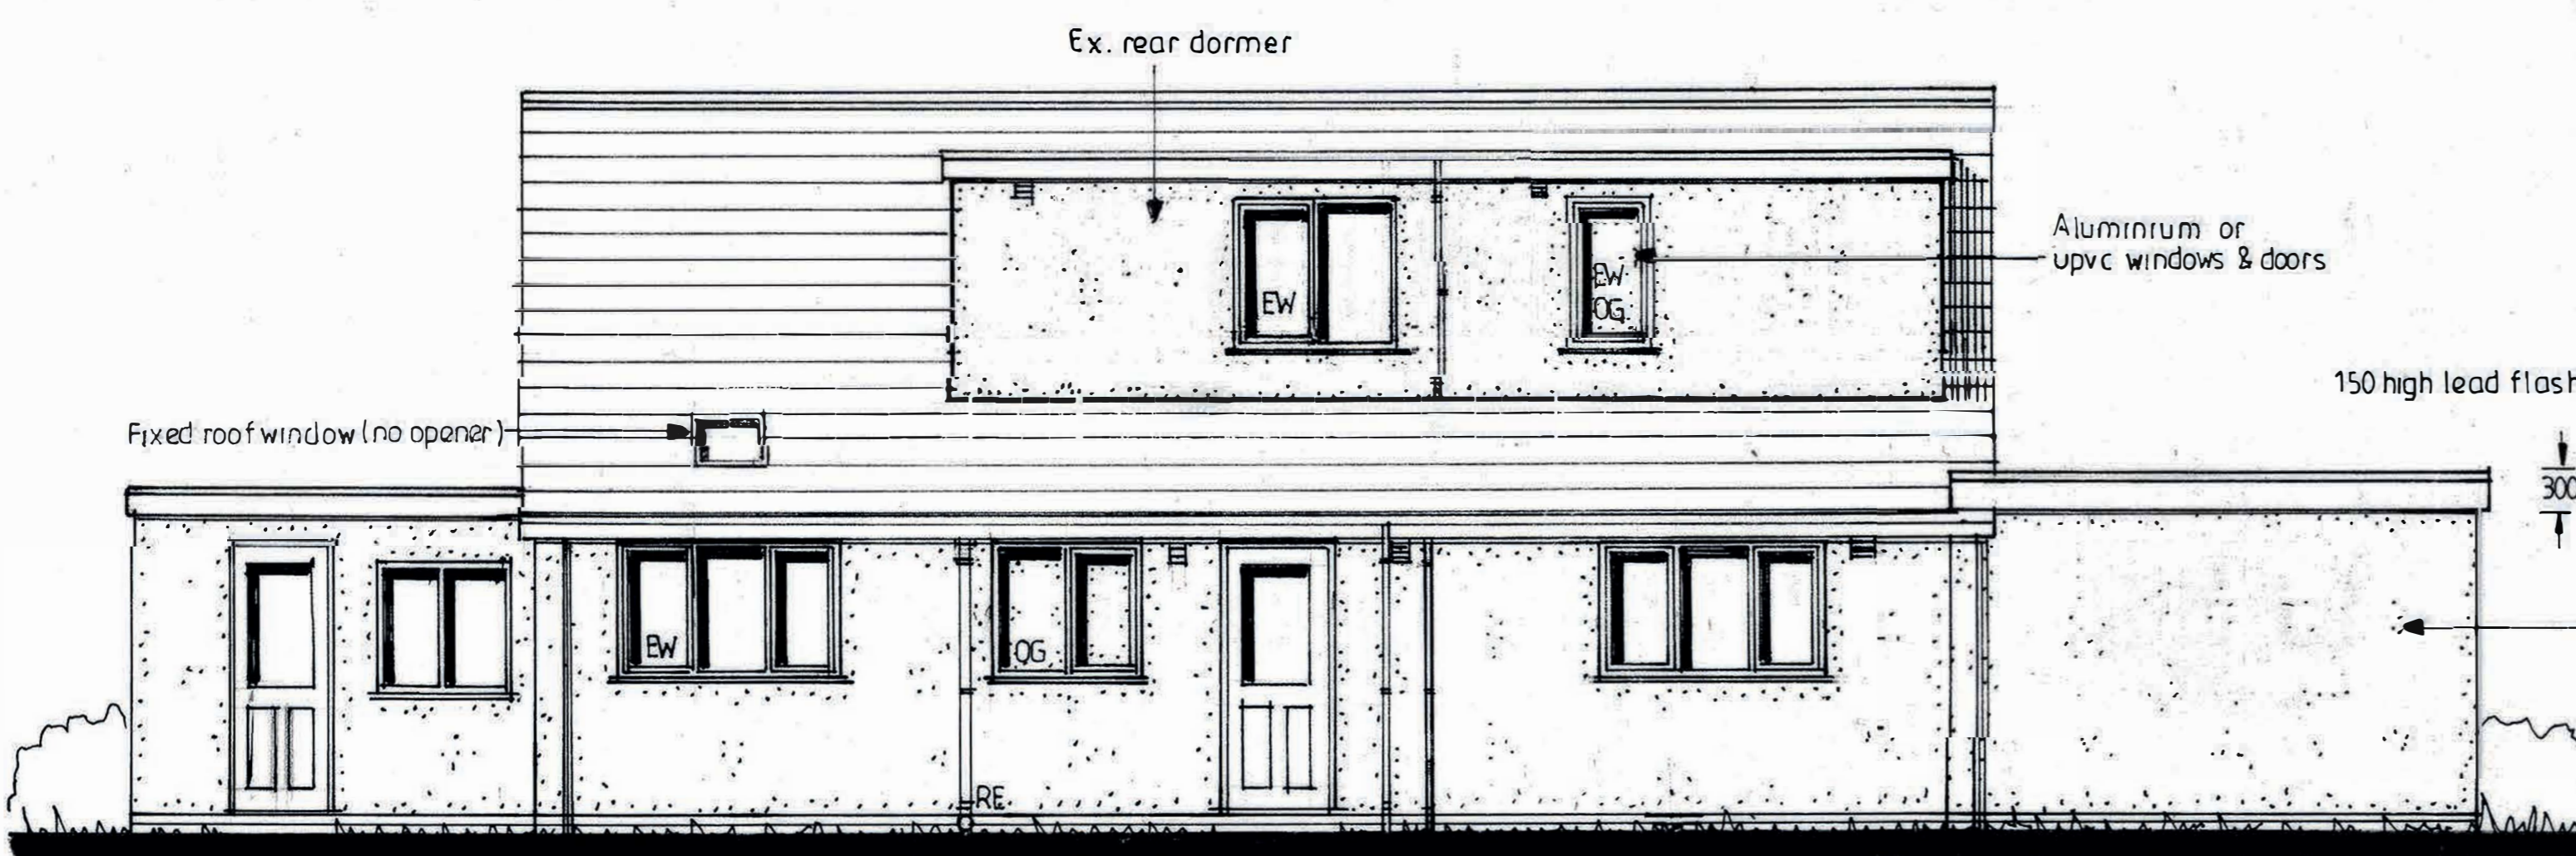 Ex. rear dormer
Aluminium or
upvc windows & doors
EW
EW
OG
150 high lead flash
Fixed roof window (no opener)
300
EW
OG
RE